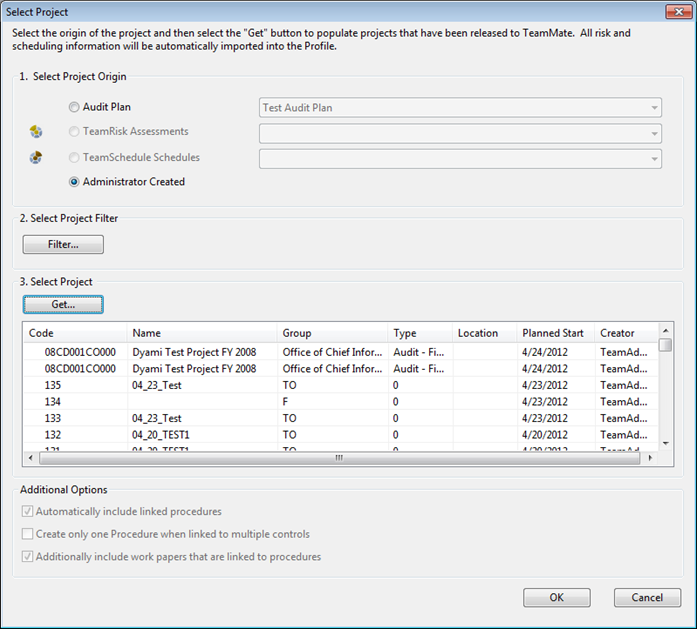 Select Project
Select the origin of the project and then select the "Get" button to populate projects that have been released to TeamMate. All risk and
scheduling information will be automatically imported into the Profile.
1. Select Project Origin
Audit Plan Test Audit Plan
TeamRisk Assessments
TeamSchedule Schedules
Administrator Created
2. Select Project Filter
Filter...
3. Select Project
Get...
Code Name Group Type Location Planned Start Creator
08CD001CO000 Dyami Test Project FY 2008 Office of Chief Infor... Audit - Fi... 4/24/2012 TeamAd...
08CD001CO000 Dyami Test Project FY 2008 Office of Chief Infor... Audit - Fi... 4/24/2012 TeamAd...
135 04_23_Test TO 0 4/23/2012 TeamAd...
134 F 0 4/23/2012 TeamAd...
133 04_23_Test TO 0 4/23/2012 TeamAd...
132 04_20_TEST1 TO 0 4/20/2012 TeamAd...
131 04_20_TEST1 TO 0 4/20/2012 TeamAd...
Additional Options
Automatically include linked procedures
Create only one Procedure when linked to multiple controls
Additionally include work papers that are linked to procedures
OK Cancel